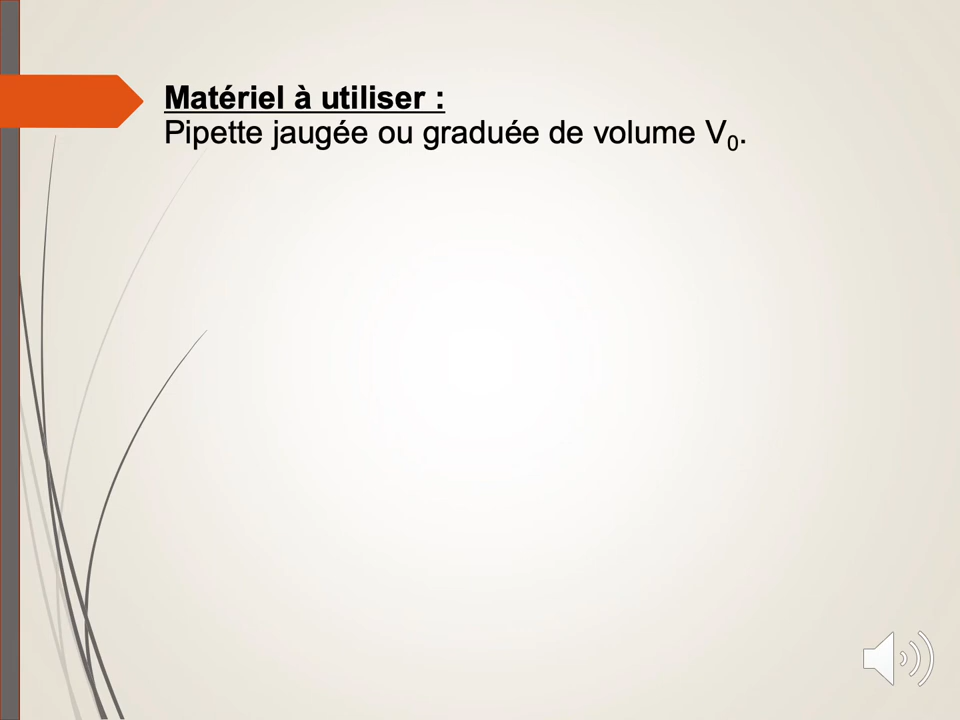 Matériel à utiliser :
Pipette jaugée ou graduée de volume V₀.